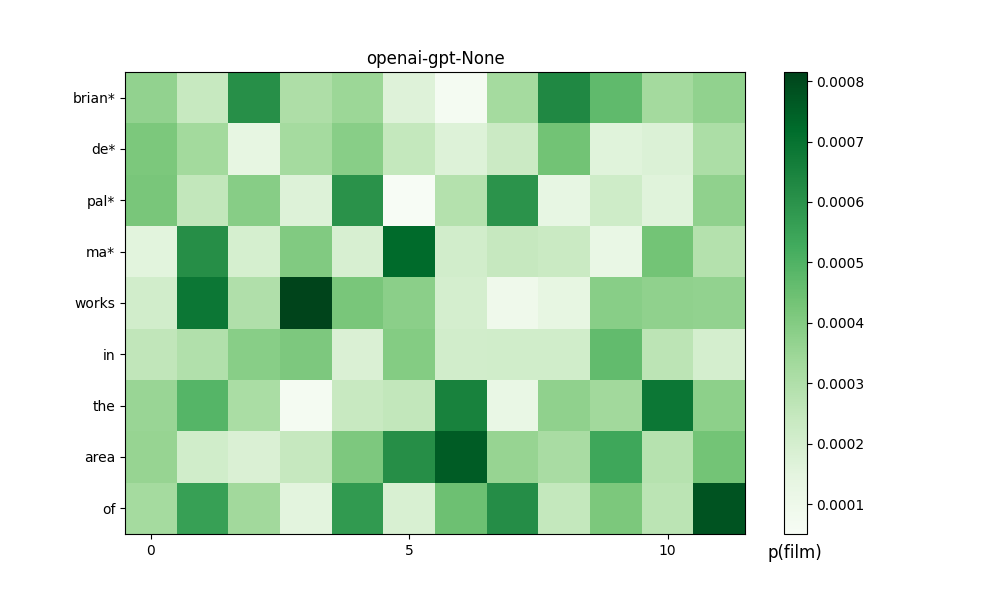 openai-gpt-None
brian*
de*
pal*
ma*
works
in
the
area
of
0 5 10
0.0008
0.0007
0.0006
0.0005
0.0004
0.0003
0.0002
0.0001
p(film)